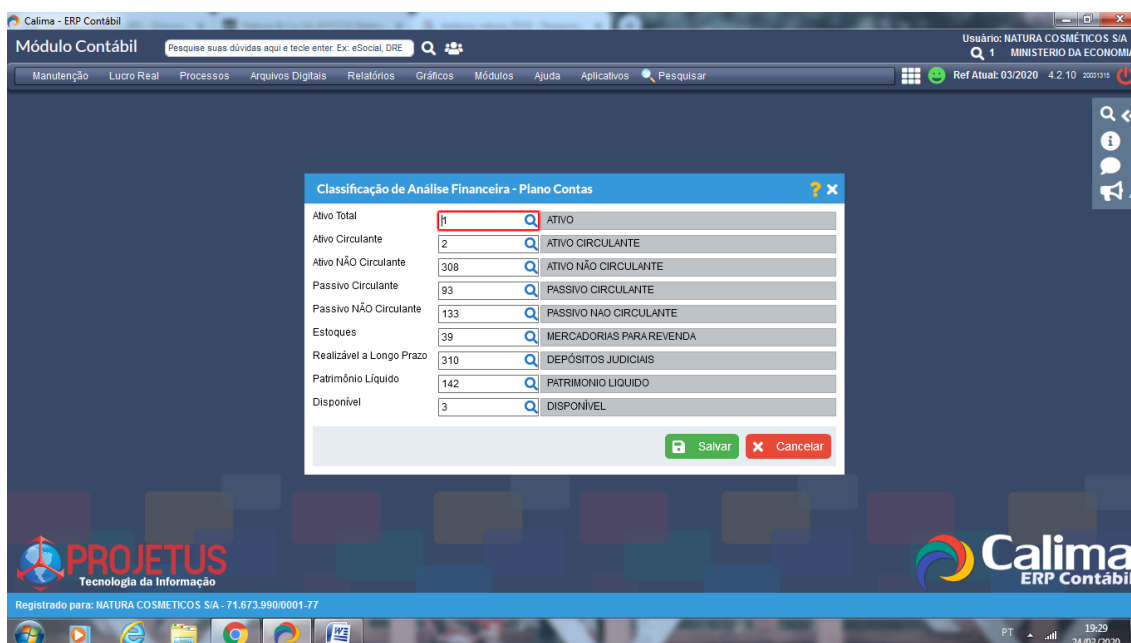 Calima - ERP Contábil
Módulo Contábil
Pesquise suas dúvidas aqui e tecle enter. Ex: eSocial, DRE
Usuário: NATURA COSMÉTICOS S/A
1 MINISTERIO DA ECONOMIA
Manutenção Lucro Real Processos Arquivos Digitais Relatórios Gráficos Módulos Ajuda Aplicativos Pesquisar
Ref Atual: 03/2020 4.2.10 20031315
Classificação de Análise Financeira - Plano Contas
Ativo Total 1 ATIVO
Ativo Circulante 2 ATIVO CIRCULANTE
Ativo NÃO Circulante 308 ATIVO NÃO CIRCULANTE
Passivo Circulante 93 PASSIVO CIRCULANTE
Passivo NÃO Circulante 133 PASSIVO NAO CIRCULANTE
Estoques 39 MERCADORIAS PARA REVENDA
Realizável a Longo Prazo 310 DEPÓSITOS JUDICIAIS
Patrimônio Líquido 142 PATRIMONIO LIQUIDO
Disponível 3 DISPONÍVEL
Salvar Cancelar
PROJETUS
Tecnologia da Informação
Calima
ERP Contábil
Registrado para: NATURA COSMETICOS S/A - 71.673.990/0001-77
PT 19:29
24/03/2020